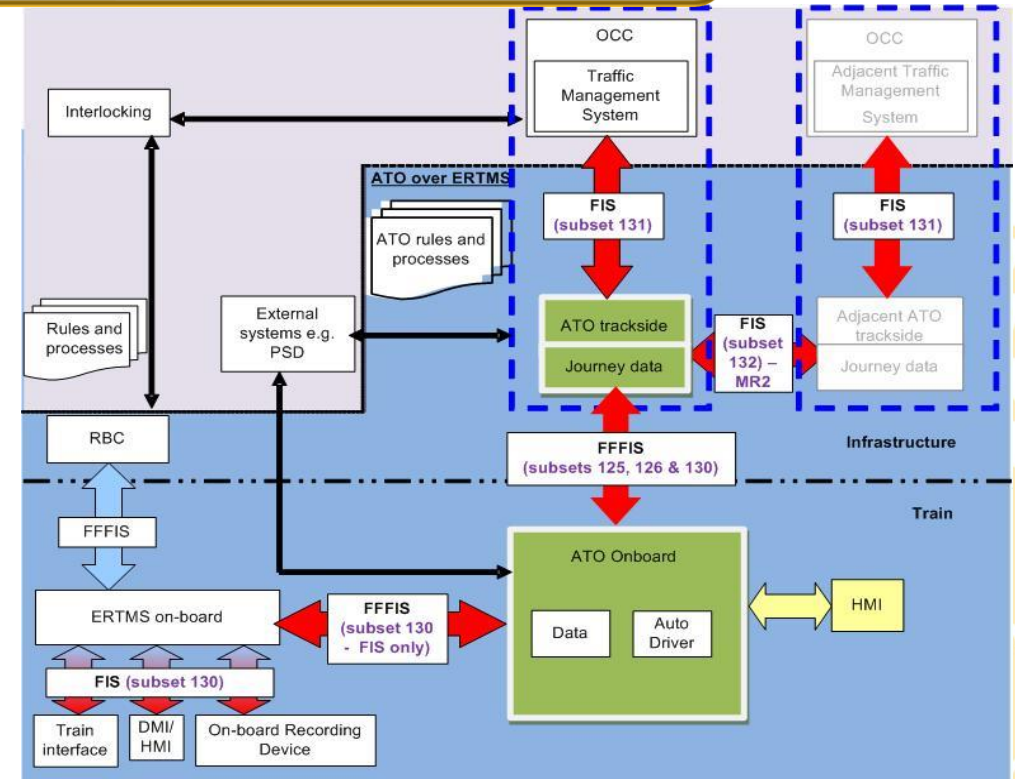 OCC
Traffic
Management
System
OCC
Adjacent Traffic
Management
System
Interlocking
ATO over ERTMS
FIS
(subset 131)
FIS
(subset 131)
ATO rules and
processes
Rules and
processes
External
systems e.g.
PSD
ATO trackside
Journey data
FIS
(subset
132) –
MR2
Adjacent ATO
trackside
Journey data
RBC
FFFIS
(subsets 125, 126 & 130)
Infrastructure
Train
FFFIS
ATO Onboard
Data
Auto
Driver
HMI
ERTMS on-board
FFFIS
(subset 130
- FIS only)
FIS (subset 130)
Train
interface
DMI/
HMI
On-board Recording
Device